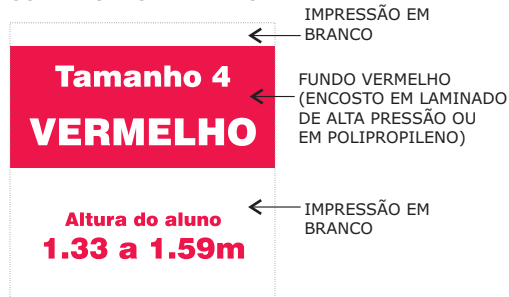 IMPRESSÃO EM
BRANCO
Tamanho 4
VERMELHO
FUNDO VERMELHO
(ENCOSTO EM LAMINADO
DE ALTA PRESSÃO OU
EM POLIPROPILENO)
Altura do aluno
1.33 a 1.59m
IMPRESSÃO EM
BRANCO